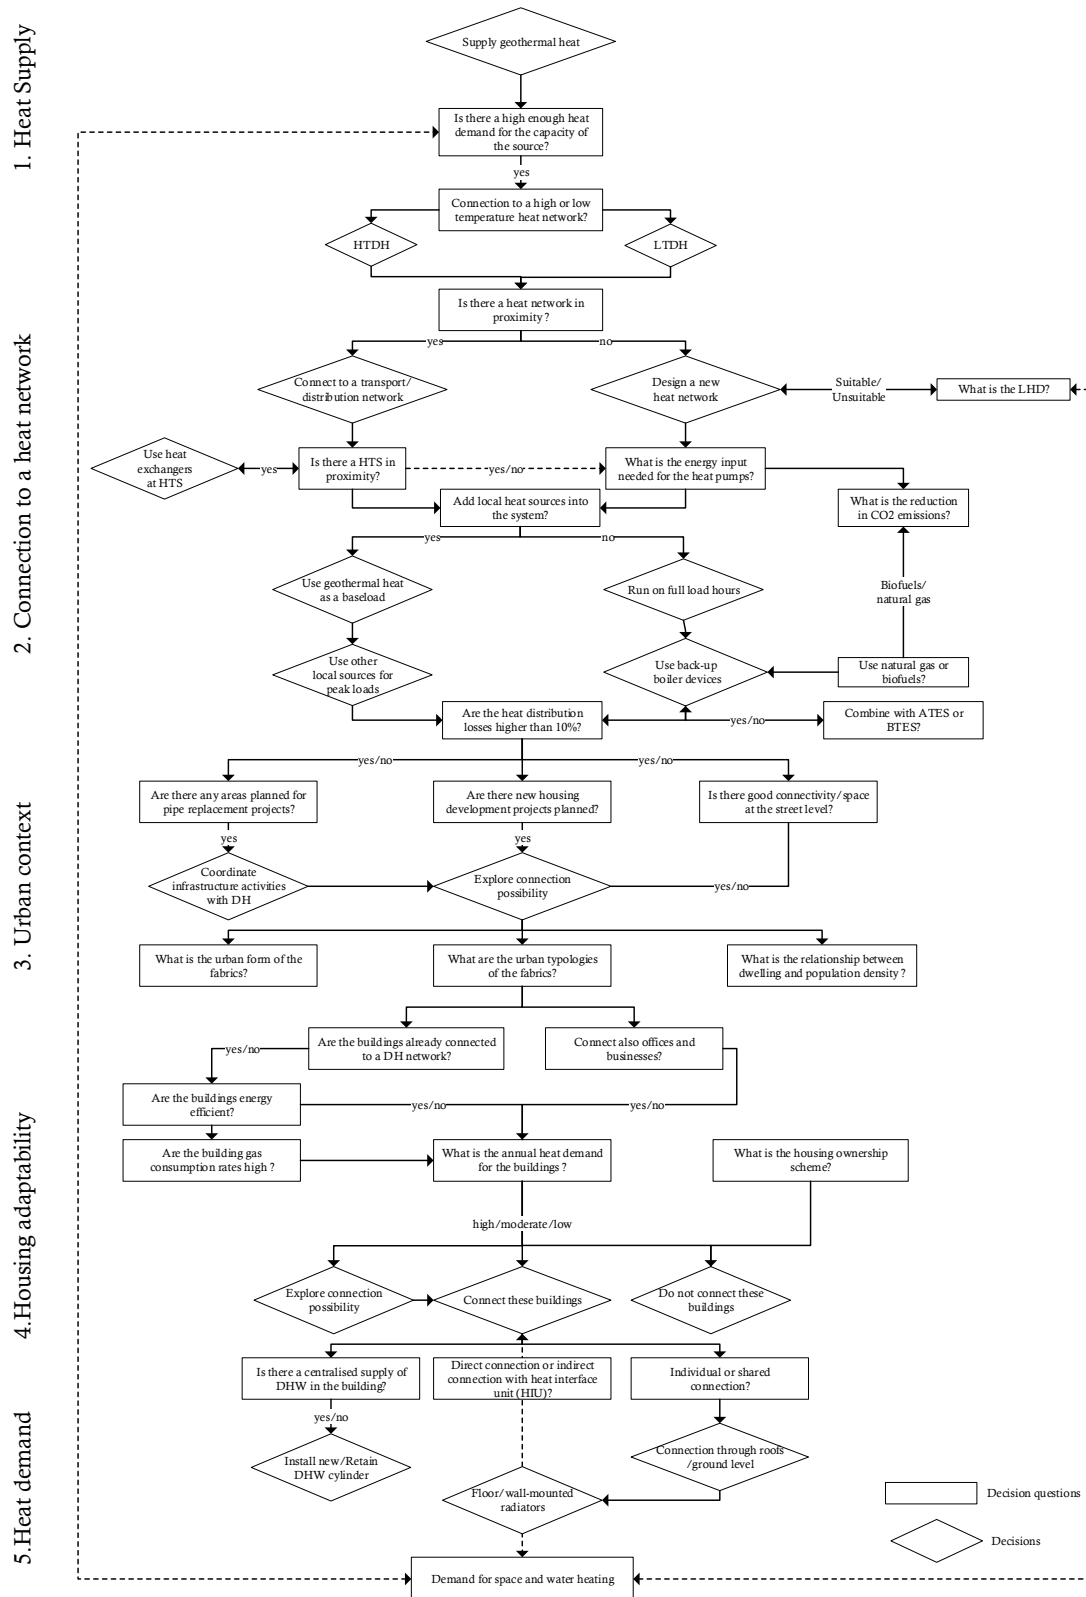 1. Heat Supply
Supply geothermal heat
Is there a high enough heat
demand for the capacity of
the source?
yes
Connection to a high or low
temperature heat network?
HTDH
LTDH
Is there a heat network in
proximity?
2. Connection to a heat network
yes
no
Connect to a transport/
distribution network
Design a new
heat network
Suitable/
Unsuitable
What is the LHD?
Use heat
exchangers
at HTS
yes
Is there a HTS in
proximity?
yes/no
What is the energy input
needed for the heat pumps?
Add local heat sources into
the system?
What is the reduction
in CO2 emissions?
yes
no
Use geothermal heat
as a baseload
Run on full load hours
Biofuels/
natural gas
Use other
local sources for
peak loads
Use back-up
boiler devices
Use natural gas or
biofuels?
Are the heat distribution
losses higher than 10%?
yes/no
Combine with ATES or
BTES?
3. Urban context
yes/no
yes/no
Are there any areas planned for
pipe replacement projects?
Are there new housing
development projects planned?
Is there good connectivity/space
at the street level?
yes
yes
Coordinate
infrastructure activities
with DH
Explore connection
possibility
yes/no
What is the urban form of the
fabrics?
What are the urban typologies
of the fabrics?
What is the relationship between
dwelling and population density?
Are the buildings already connected
to a DH network?
Connect also offices and
businesses?
yes/no
4.Housing adaptability
Are the buildings energy
efficient?
yes/no
yes/no
Are the building gas
consumption rates high?
What is the annual heat demand
for the buildings?
What is the housing ownership
scheme?
high/moderate/low
Explore connection
possibility
Connect these buildings
Do not connect these
buildings
5.Heat demand
Is there a centralised supply of
DHW in the building?
Direct connection or indirect
connection with heat interface
unit (HIU)?
Individual or shared
connection?
yes/no
Install new/Retain
DHW cylinder
Connection through roofs
/ground level
Floor/wall-mounted
radiators
Decision questions
Decisions
Demand for space and water heating